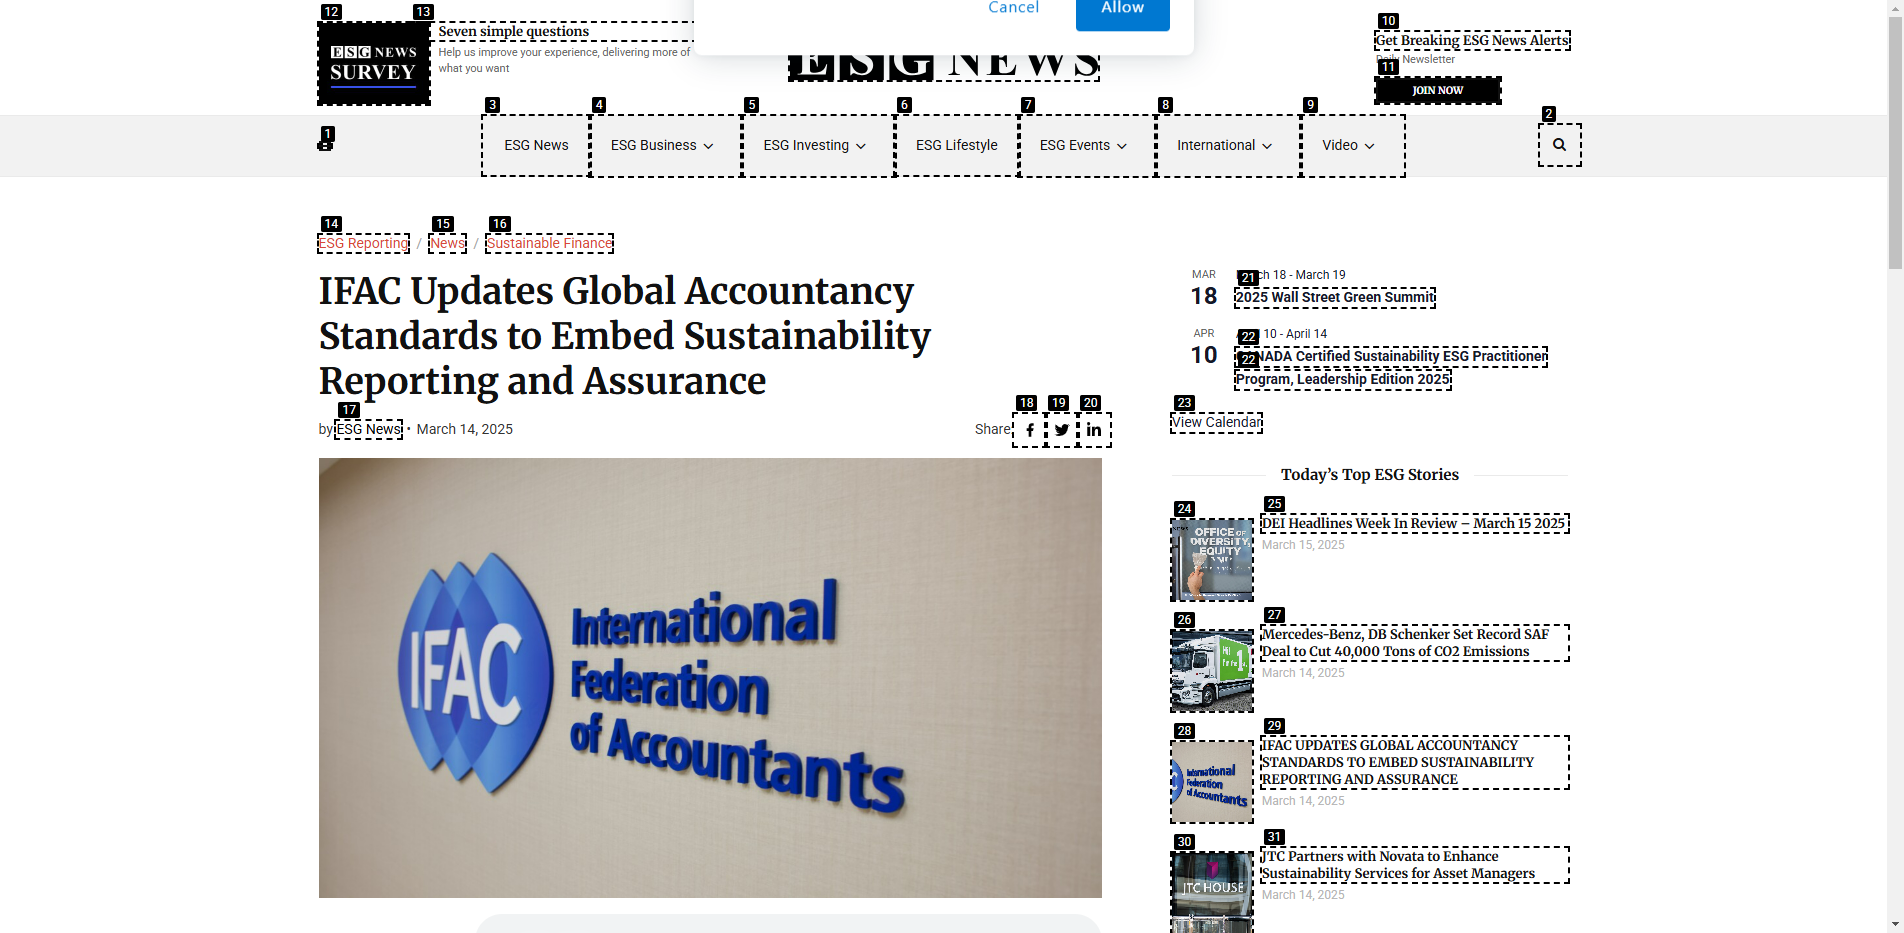 12
13
ESG NEWS
SURVEY
Seven simple questions
Help us improve your experience, delivering more of
what you want
Cancel
Allow
ESG NEWS
10
Get Breaking ESG News Alerts
Daily Newsletter
11
JOIN NOW
1
3
ESG News
4
ESG Business
5
ESG Investing
6
ESG Lifestyle
7
ESG Events
8
International
9
Video
2
14
ESG Reporting
/
15
News
/
16
Sustainable Finance
IFAC Updates Global Accountancy
Standards to Embed Sustainability
Reporting and Assurance
17
by ESG News • March 14, 2025
Share
18
19
20
IFAC
International
Federation
of Accountants
MAR
18
21
ch 18 - March 19
2025 Wall Street Green Summit
APR
10
22
10 - April 14
CANADA Certified Sustainability ESG Practitioner
22
Program, Leadership Edition 2025
23
View Calendar
Today’s Top ESG Stories
24
OFFICE OF
DIVERSITY,
EQUITY
AND
25
DEI Headlines Week In Review – March 15 2025
March 15, 2025
26
27
Mercedes-Benz, DB Schenker Set Record SAF
Deal to Cut 40,000 Tons of CO2 Emissions
March 14, 2025
28
International
Federation
of Accountants
29
IFAC UPDATES GLOBAL ACCOUNTANCY
STANDARDS TO EMBED SUSTAINABILITY
REPORTING AND ASSURANCE
March 14, 2025
30
JTC HOUSE
31
JTC Partners with Novata to Enhance
Sustainability Services for Asset Managers
March 14, 2025